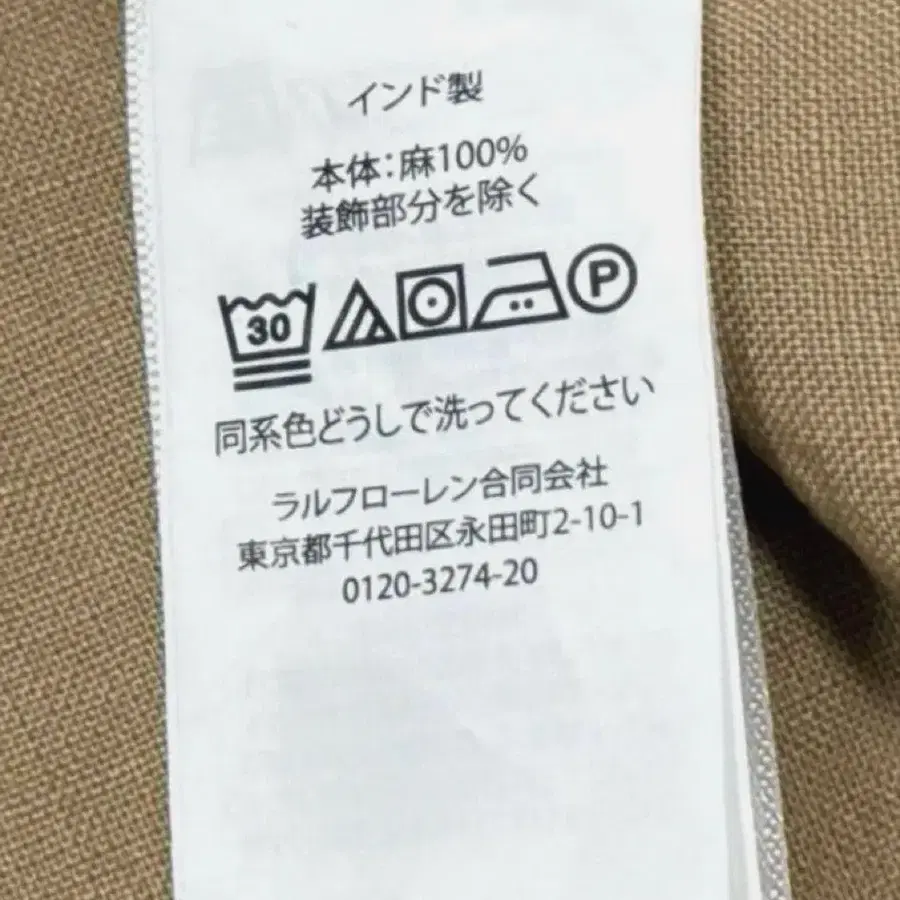 インド製
本体：麻100%
装飾部分を除く
30 P
同系色どうしで洗ってください
ラルフローレン合同会社
東京都千代田区永田町2-10-1
0120-3274-20